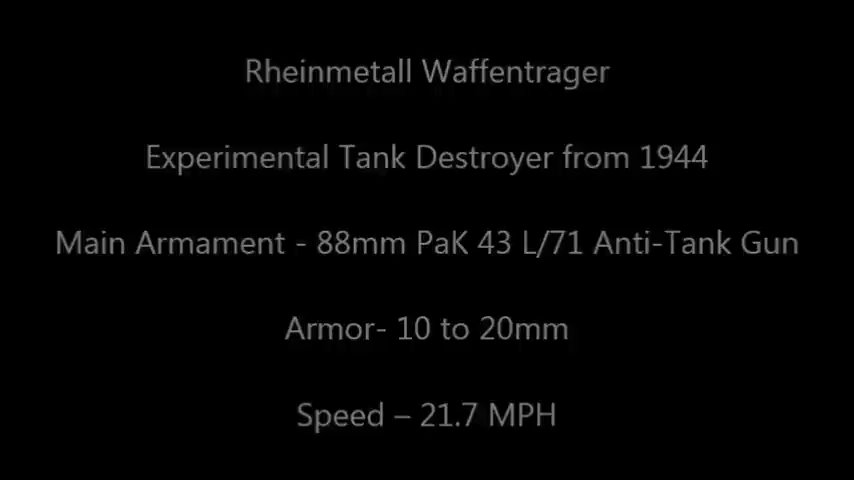 Rheinmetall Waffentrager
Experimental Tank Destroyer from 1944
Main Armament - 88mm PaK 43 L/71 Anti-Tank Gun
Armor- 10 to 20mm
Speed – 21.7 MPH